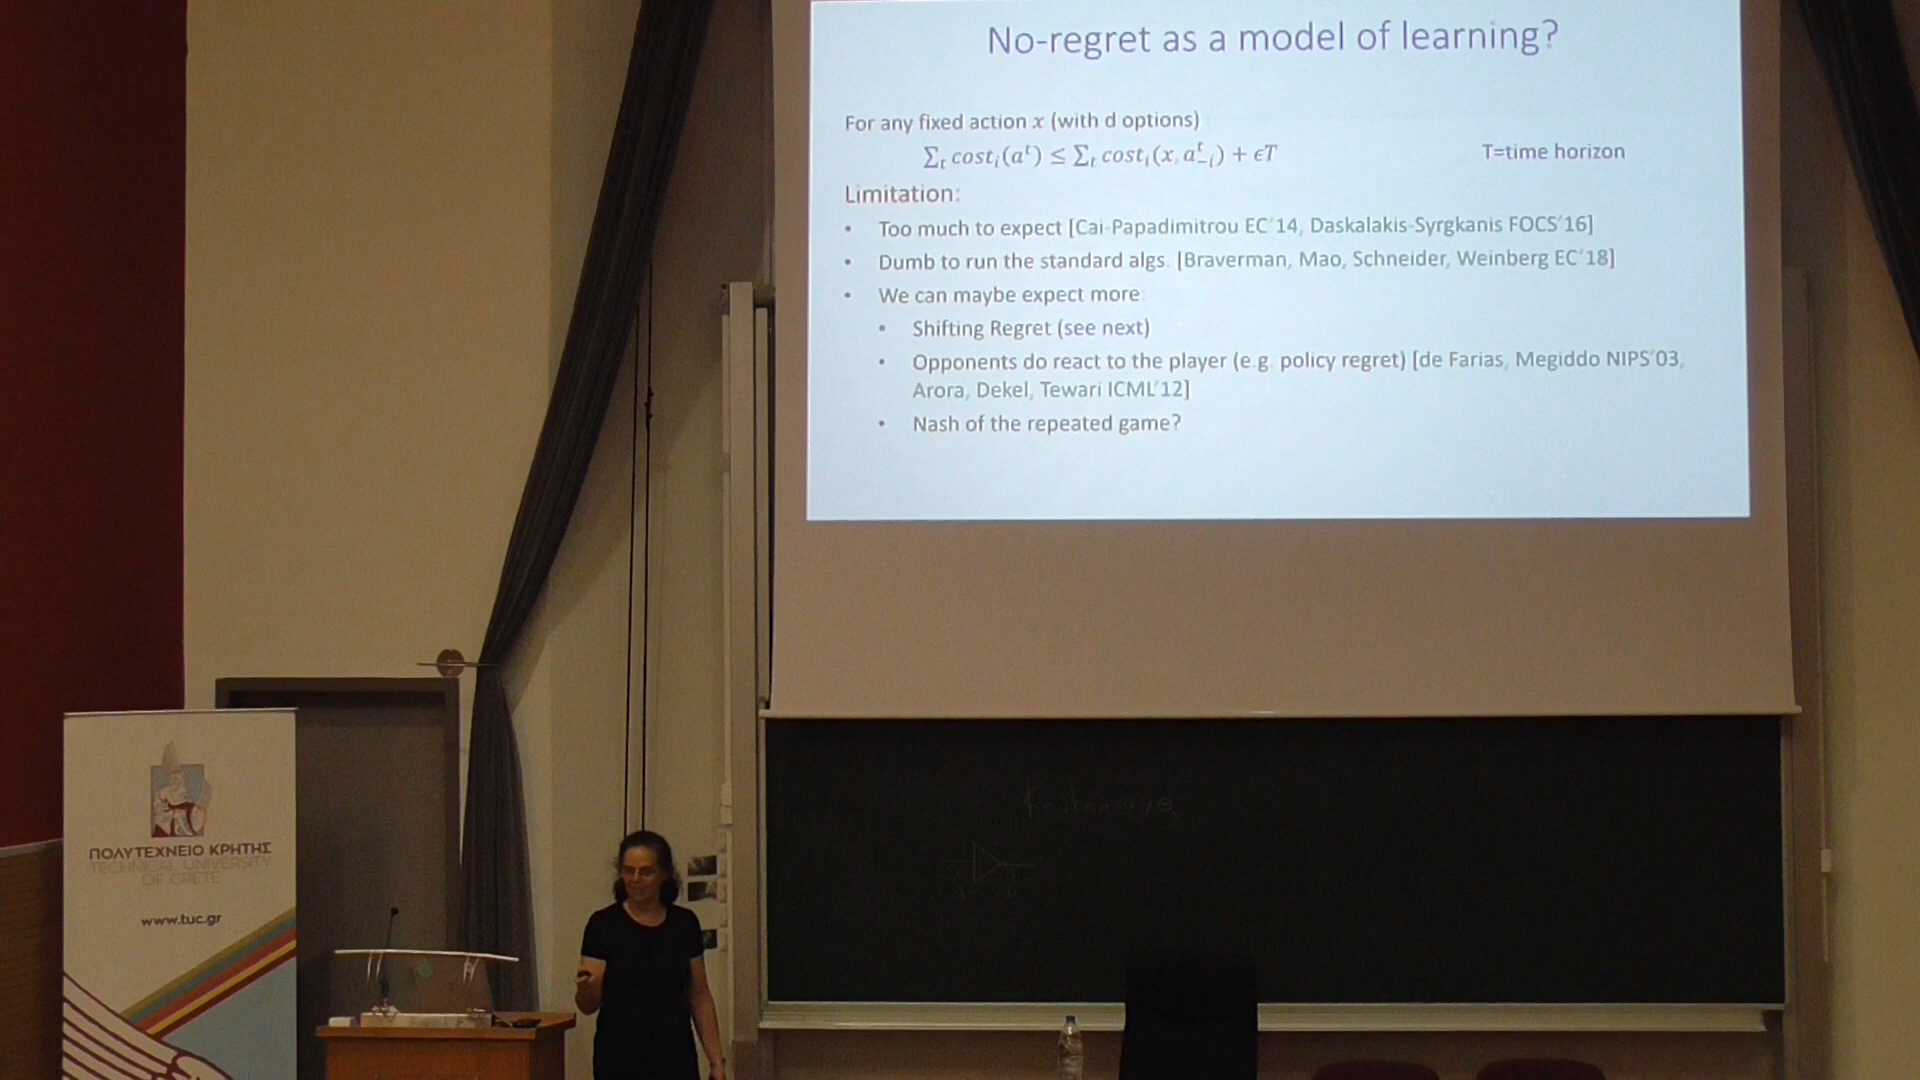 No-regret as a model of learning?
For any fixed action x (with d options)
∑ₜ costᵢ(aᵗ) ≤ ∑ₜ costᵢ(x, aᵗ₋ᵢ) + ϵT
T=time horizon
Limitation:
• Too much to expect [Cai-Papadimitrou EC'14, Daskalakis-Syrgkanis FOCS'16]
• Dumb to run the standard algs. [Braverman, Mao, Schneider, Weinberg EC'18]
• We can maybe expect more:
• Shifting Regret (see next)
• Opponents do react to the player (e.g. policy regret) [de Farias, Megiddo NIPS'03,
Arora, Dekel, Tewari ICML'12]
• Nash of the repeated game?
ΠΟΛΥΤΕΧΝΕΙΟ ΚΡΗΤΗΣ
TECHNICAL UNIVERSITY
OF CRETE
www.tuc.gr